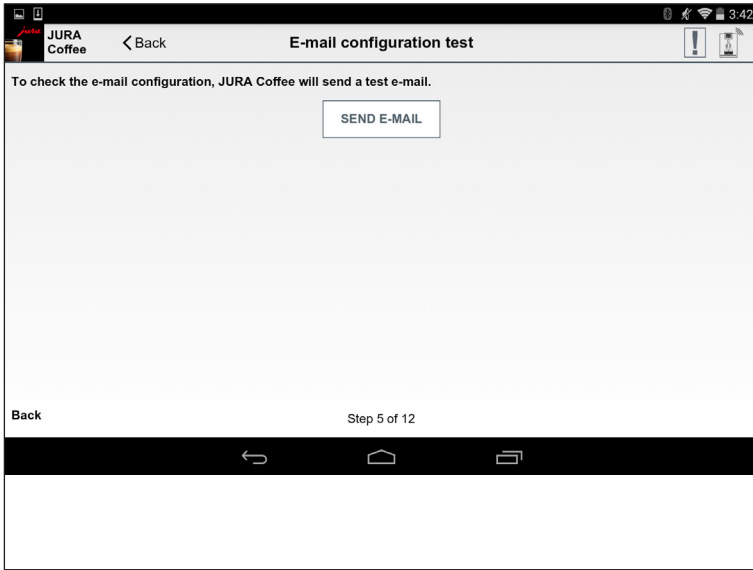 3:42
jura
JURA
Coffee
Back
E-mail configuration test
To check the e-mail configuration, JURA Coffee will send a test e-mail.
SEND E-MAIL
Back
Step 5 of 12